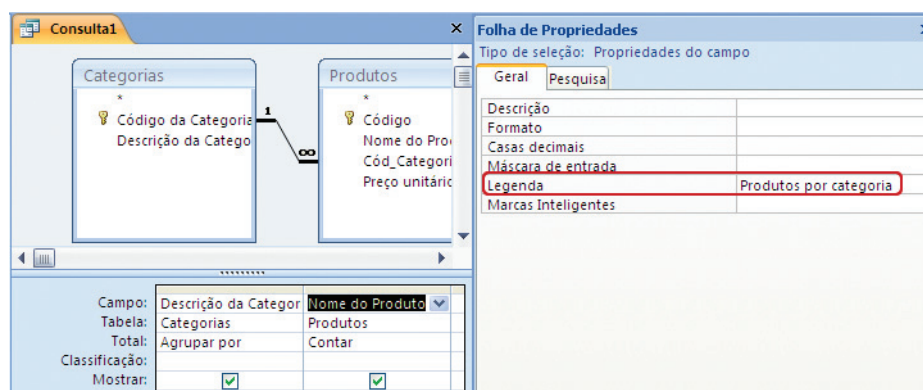 Consulta1
Categorias
*
Código da Categoria
Descrição da Catego
1
∞
Produtos
*
Código
Nome do Pro
Cód_Categori
Preço unitáric
Campo: Descrição da Categor Nome do Produto
Tabela: Categorias Produtos
Total: Agrupar por Contar
Classificação:
Mostrar:
Folha de Propriedades
Tipo de seleção: Propriedades do campo
Geral Pesquisa
Descrição
Formato
Casas decimais
Máscara de entrada
Legenda Produtos por categoria
Marcas Inteligentes